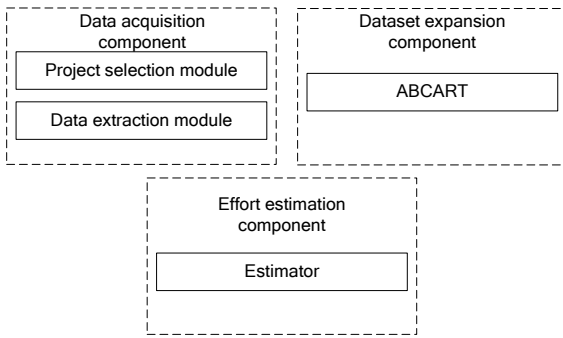 Data acquisition
component
Project selection module
Data extraction module
Dataset expansion
component
ABCART
Effort estimation
component
Estimator